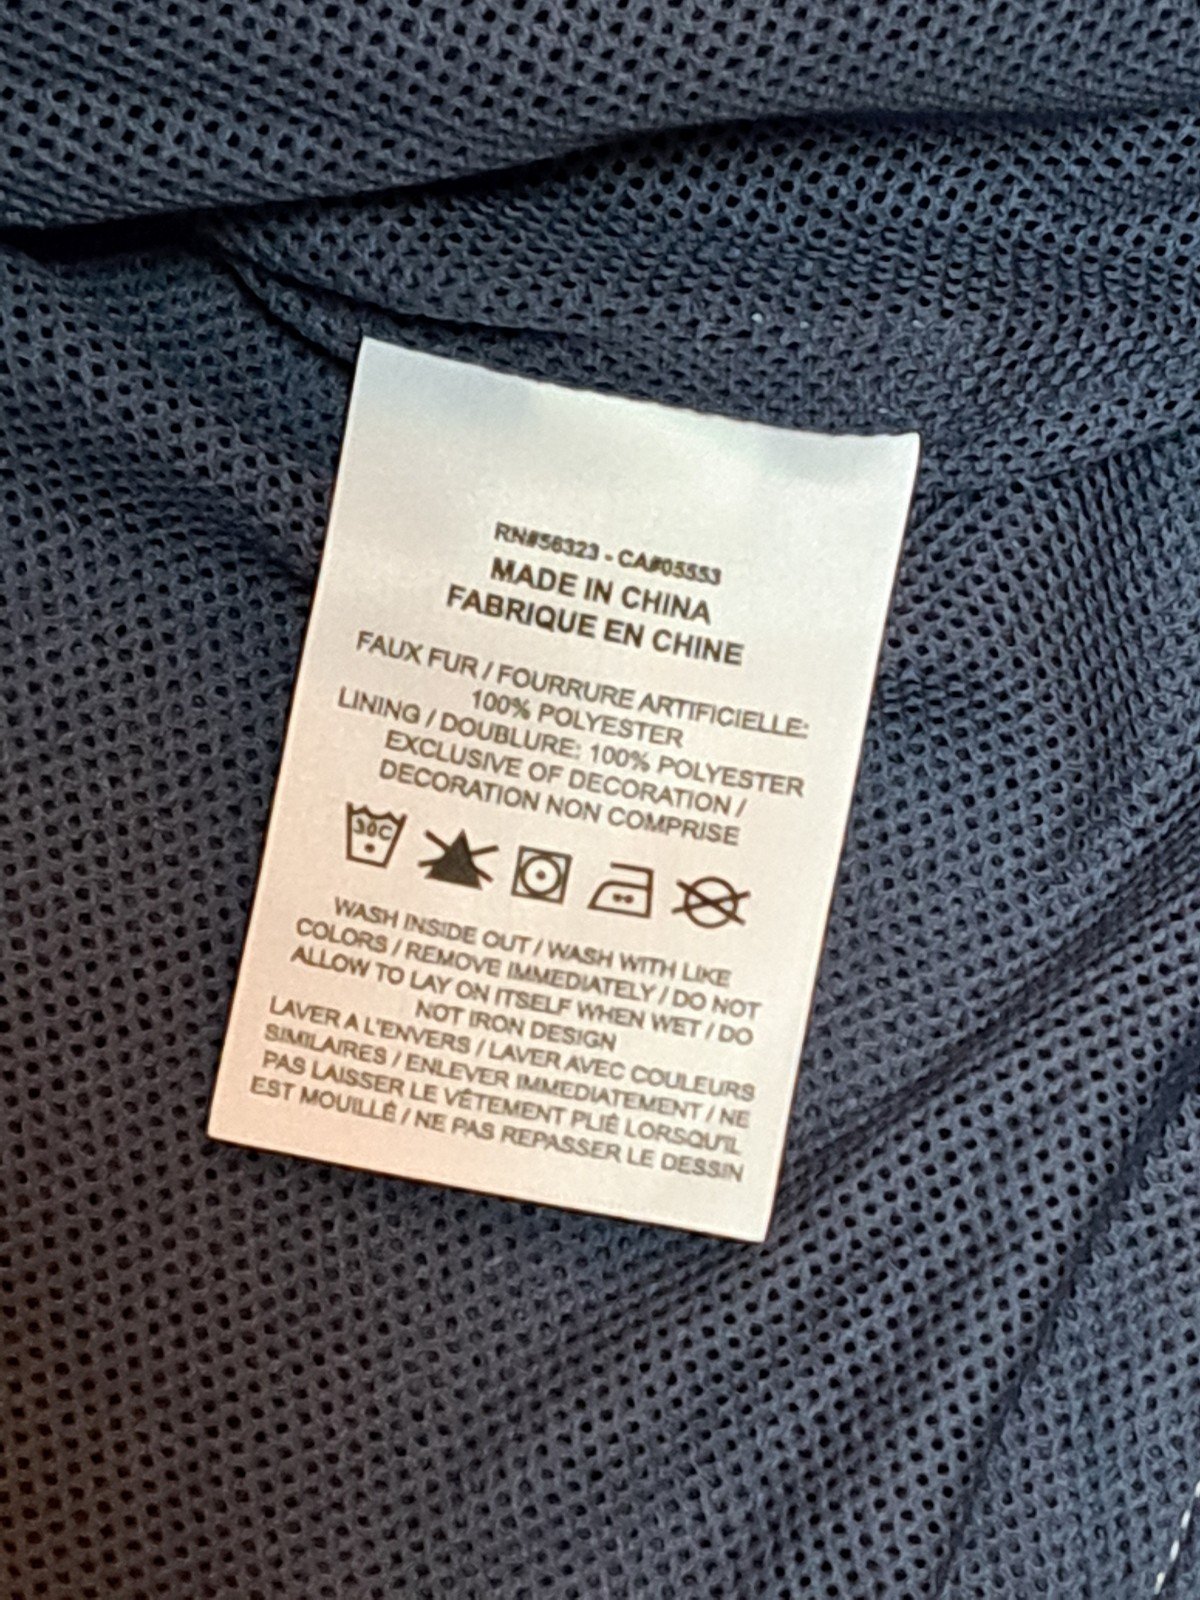 RN#56323 - CA#05553
MADE IN CHINA
FABRIQUE EN CHINE
FAUX FUR / FOURRURE ARTIFICIELLE:
100% POLYESTER
LINING / DOUBLURE: 100% POLYESTER
EXCLUSIVE OF DECORATION /
DECORATION NON COMPRISE
30C
WASH INSIDE OUT / WASH WITH LIKE
COLORS / REMOVE IMMEDIATELY / DO NOT
ALLOW TO LAY ON ITSELF WHEN WET / DO
NOT IRON DESIGN
LAVER A L'ENVERS / LAVER AVEC COULEURS
SIMILAIRES / ENLEVER IMMEDIATEMENT / NE
PAS LAISSER LE VÊTEMENT PLIÉ LORSQU'IL
EST MOUILLÉ / NE PAS REPASSER LE DESSIN